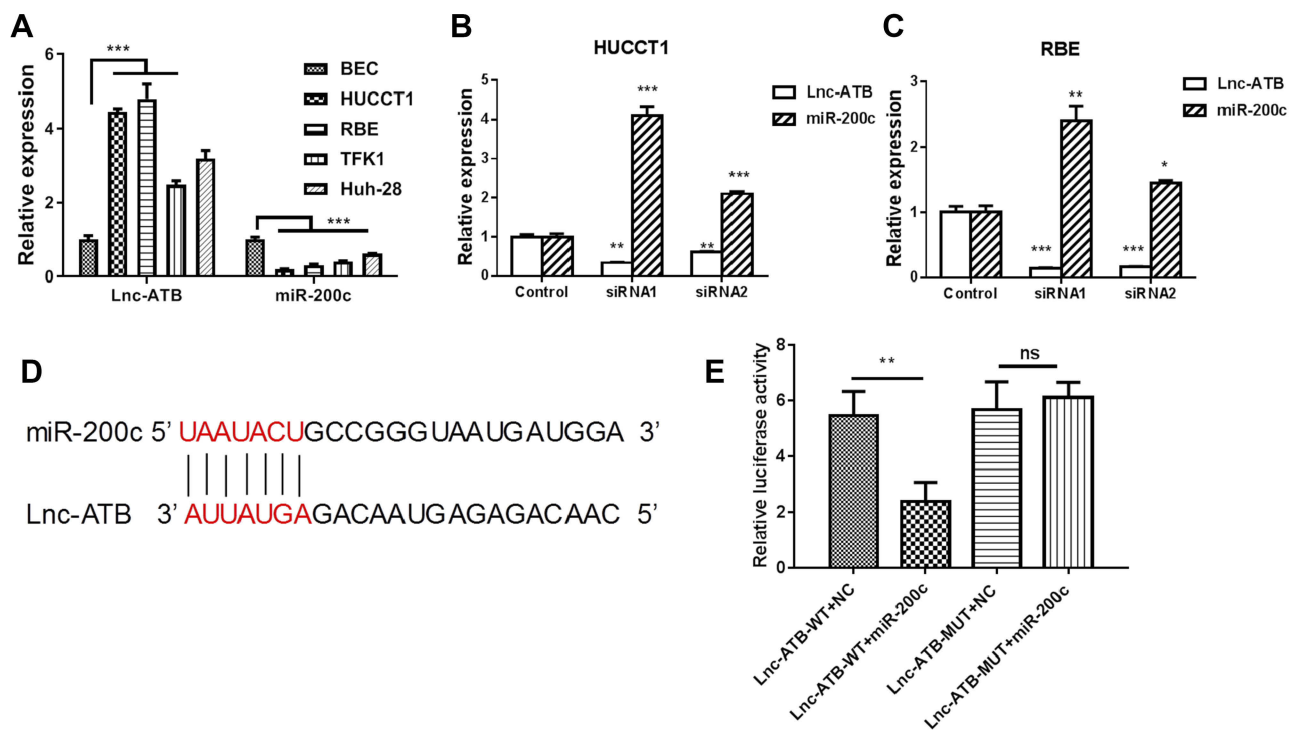 A
Relative expression
6
4
2
0
***
***
Lnc-ATB
miR-200c
BEC
HUCCT1
RBE
TFK1
Huh-28
B
HUCCT1
Relative expression
5
4
3
2
1
0
**
***
**
***
Control
siRNA1
siRNA2
Lnc-ATB
miR-200c
C
RBE
Relative expression
3
2
1
0
***
**
***
*
Control
siRNA1
siRNA2
Lnc-ATB
miR-200c
D
miR-200c 5’ UAAUACUGCCGGGUAAUGAUGGA 3’
Lnc-ATB 3’ AUUAUGAGACAAUGAGAGACAAC 5’
E
Relative luciferase activity
8
6
4
2
0
**
ns
Lnc-ATB-WT+NC
Lnc-ATB-WT+miR-200c
Lnc-ATB-MUT+NC
Lnc-ATB-MUT+miR-200c